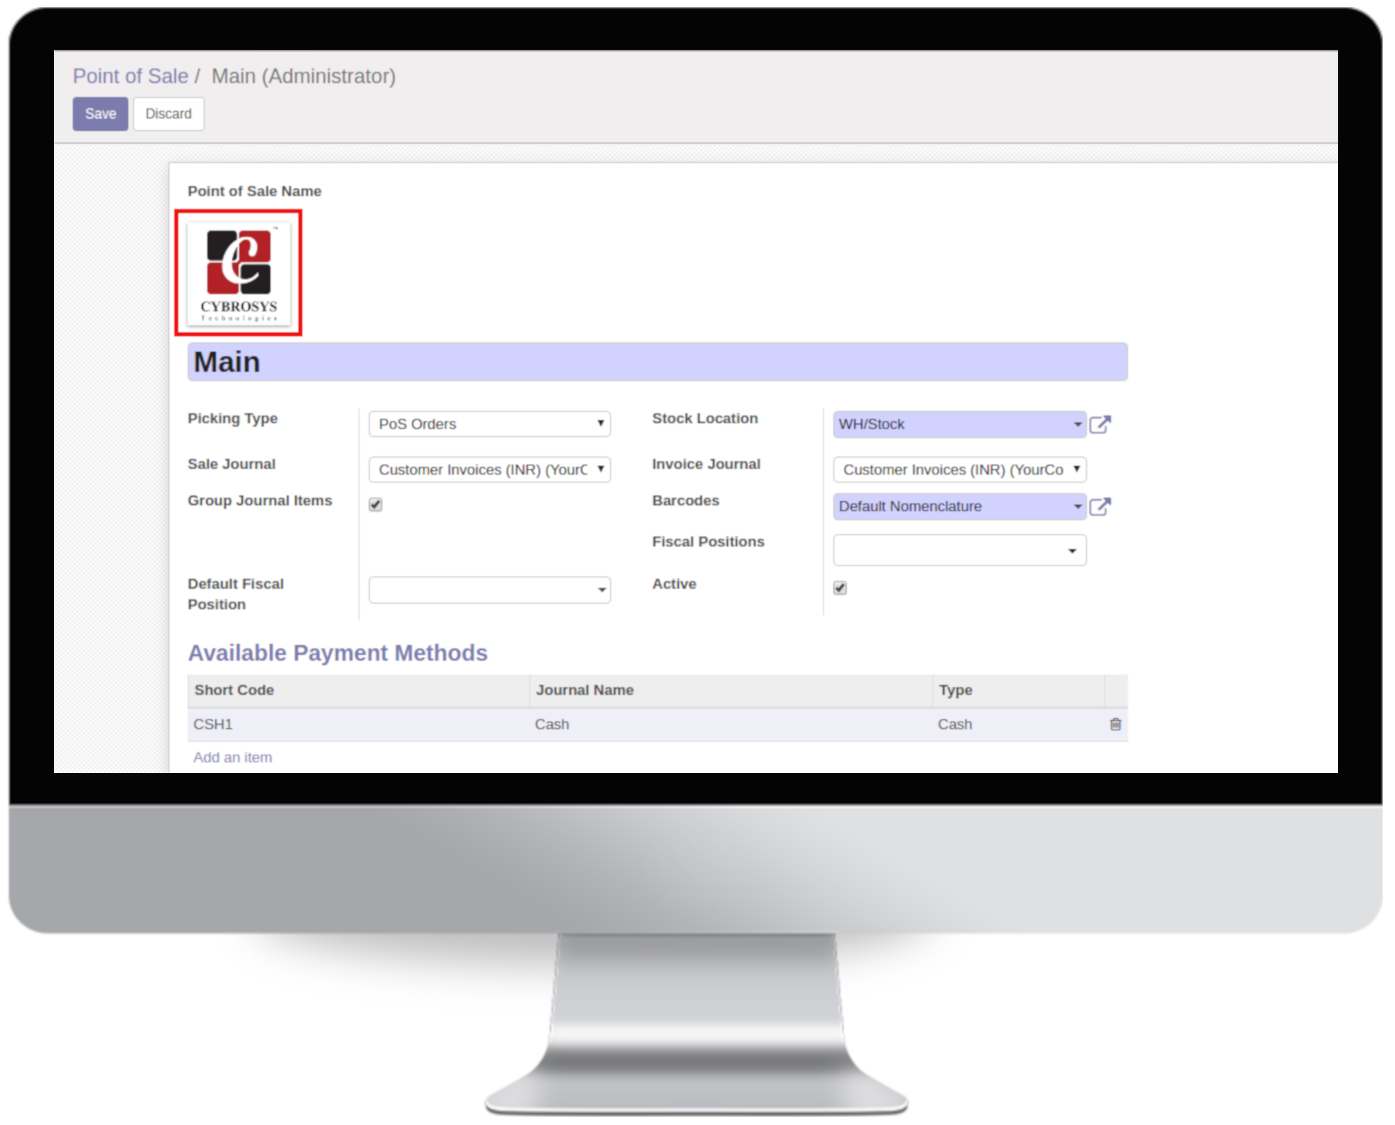 Point of Sale / Main (Administrator)
Save Discard
Point of Sale Name
CYBROSYS
Technologies
Main
Picking Type PoS Orders Stock Location WH/Stock
Sale Journal Customer Invoices (INR) (YourC Invoice Journal Customer Invoices (INR) (YourCo
Group Journal Items Barcodes Default Nomenclature
Fiscal Positions
Default Fiscal Position Active
Available Payment Methods
Short Code Journal Name Type
CSH1 Cash Cash
Add an item